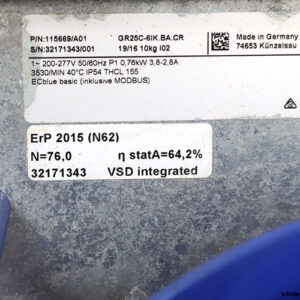 P/N:115669/A01 GR25C-6IK.BA.CR Made in Germany
S/N:32171343/001 19/16 10kg I02 74653 Künzelsau
1~ 200-277V 50/60Hz P1 0,76kW 3,8-2,8A
3530/MIN 40°C IP54 THCL 155
ECblue basic (inklusive MODBUS)
ErP 2015 (N62)
N=76,0 η statA=64,2%
32171343 VSD integrated